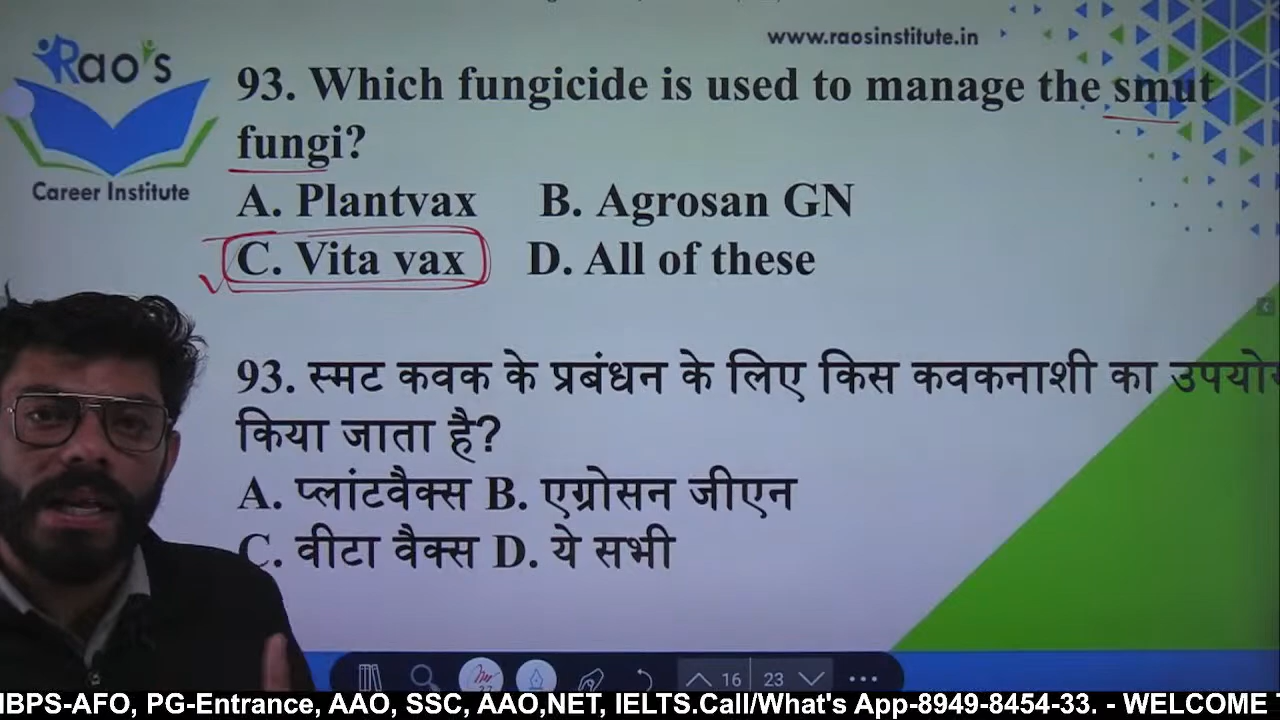 www.raosinstitute.in
Rao's
Career Institute
93. Which fungicide is used to manage the smut
fungi?
A. Plantvax B. Agrosan GN
C. Vita vax D. All of these
93. स्मट कवक के प्रबंधन के लिए किस कवकनाशी का
किया जाता है?
A. प्लांटवैक्स B. एग्रोसन जीएन
C. वीटा वैक्स D. ये सभी
16 23
IBPS-AFO, PG-Entrance, AAO, SSC, AAO,NET, IELTS.Call/What's App-8949-8454-33. - WELCOME